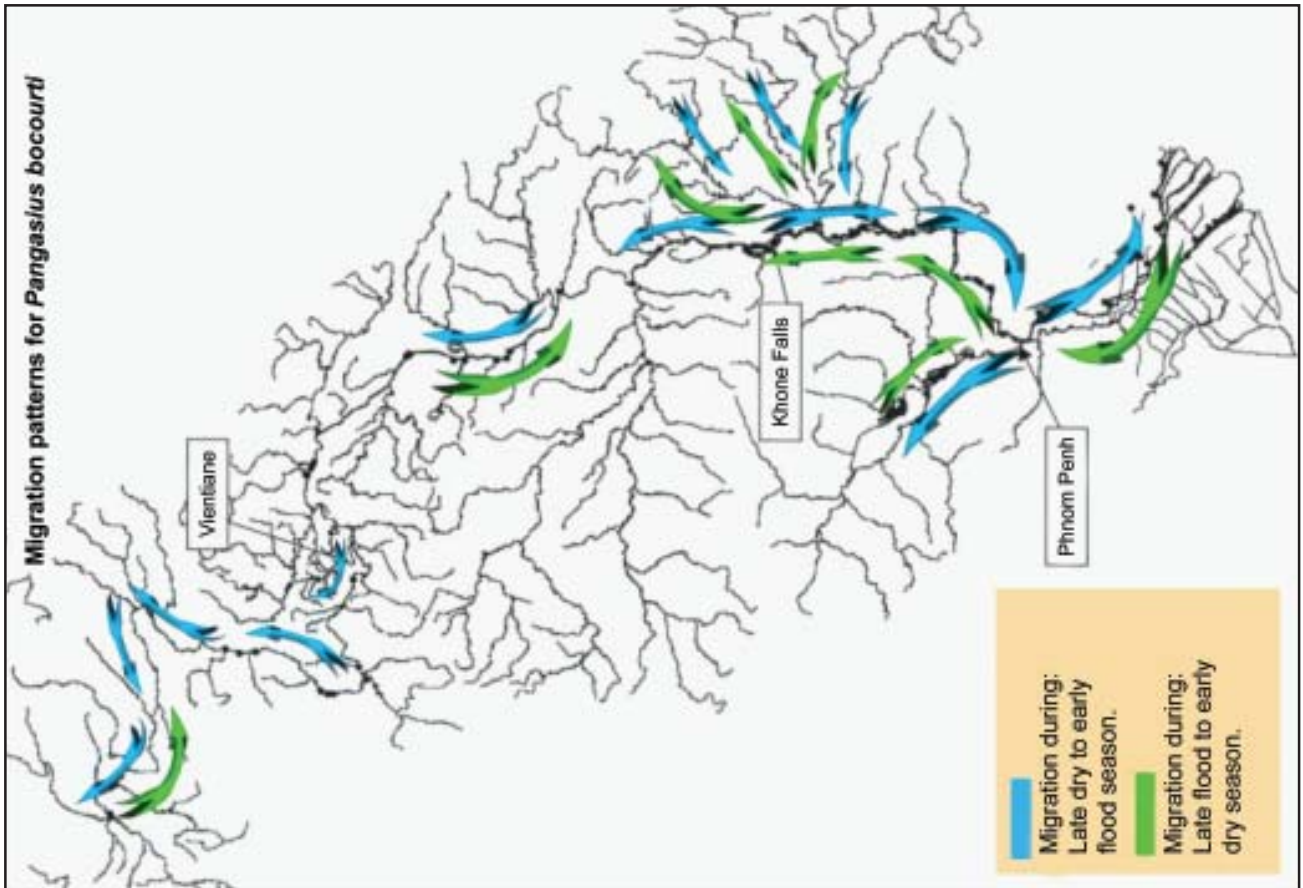 Migration patterns for Pangasius bocourti
Vientiane
Khone Falls
Phnom Penh
Migration during:
Late dry to early
flood season.
Migration during:
Late flood to early
dry season.